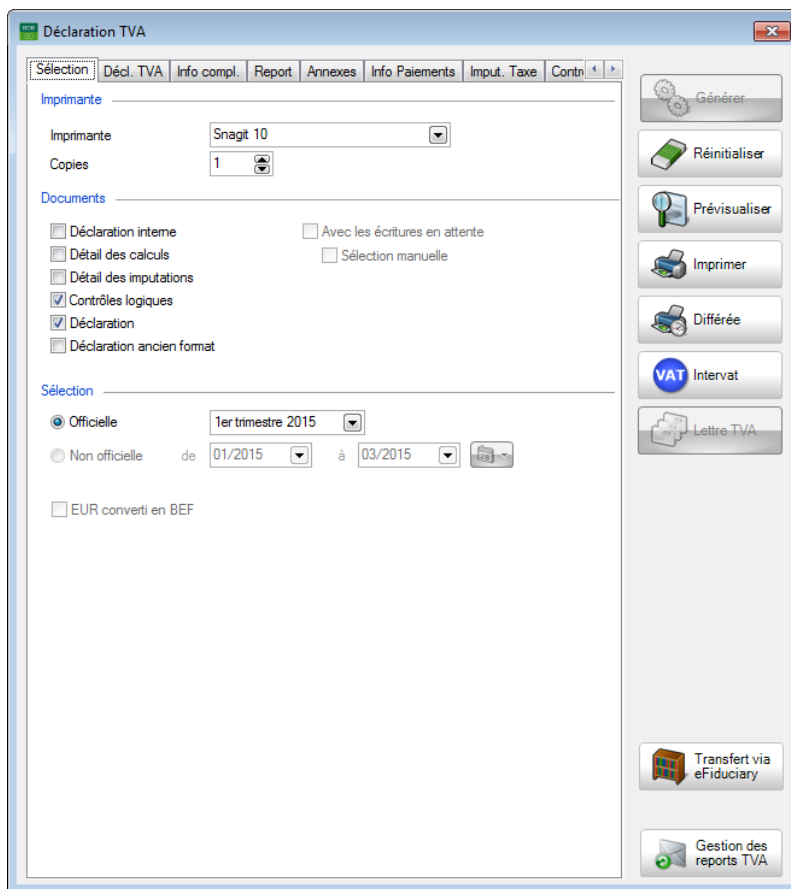 Déclaration TVA
Sélection Décl. TVA Info compl. Report Annexes Info Paiements Imput. Taxe Contr
Imprimante
Imprimante Snagit 10
Copies 1
Documents
Déclaration interne Avec les écritures en attente
Détail des calculs Sélection manuelle
Détail des imputations
Contrôles logiques
Déclaration
Déclaration ancien format
Sélection
Officielle 1er trimestre 2015
Non officielle de 01/2015 à 03/2015
EUR converti en BEF
Générer
Réinitialiser
Prévisualiser
Imprimer
Différée
VAT Intervat
Lettre TVA
Transfert via
eFiduciary
Gestion des
reports TVA